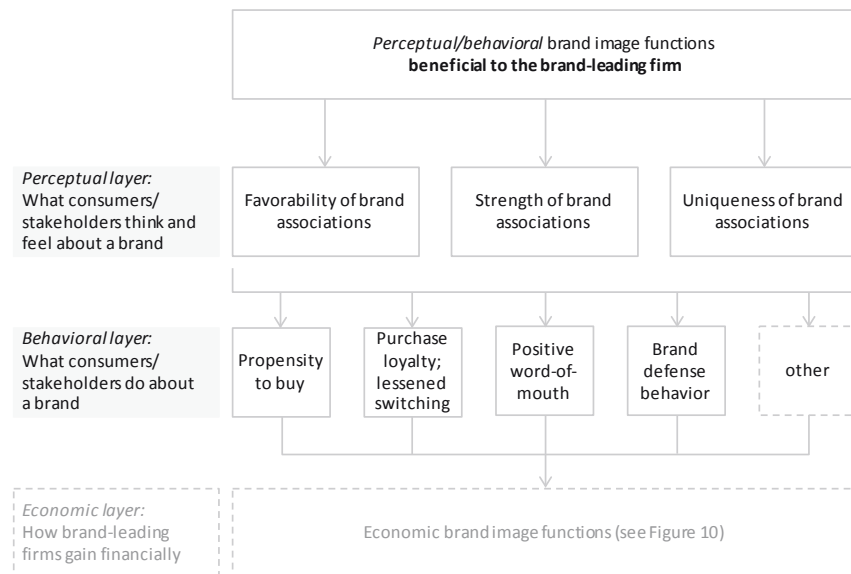 Perceptual/behavioral brand image functions
beneficial to the brand-leading firm
Perceptual layer:
What consumers/
stakeholders think and
feel about a brand
Favorability of brand
associations
Strength of brand
associations
Uniqueness of brand
associations
Behavioral layer:
What consumers/
stakeholders do about
a brand
Propensity
to buy
Purchase
loyalty;
lessened
switching
Positive
word-of-
mouth
Brand
defense
behavior
other
Economic layer:
How brand-leading
firms gain financially
Economic brand image functions (see Figure 10)